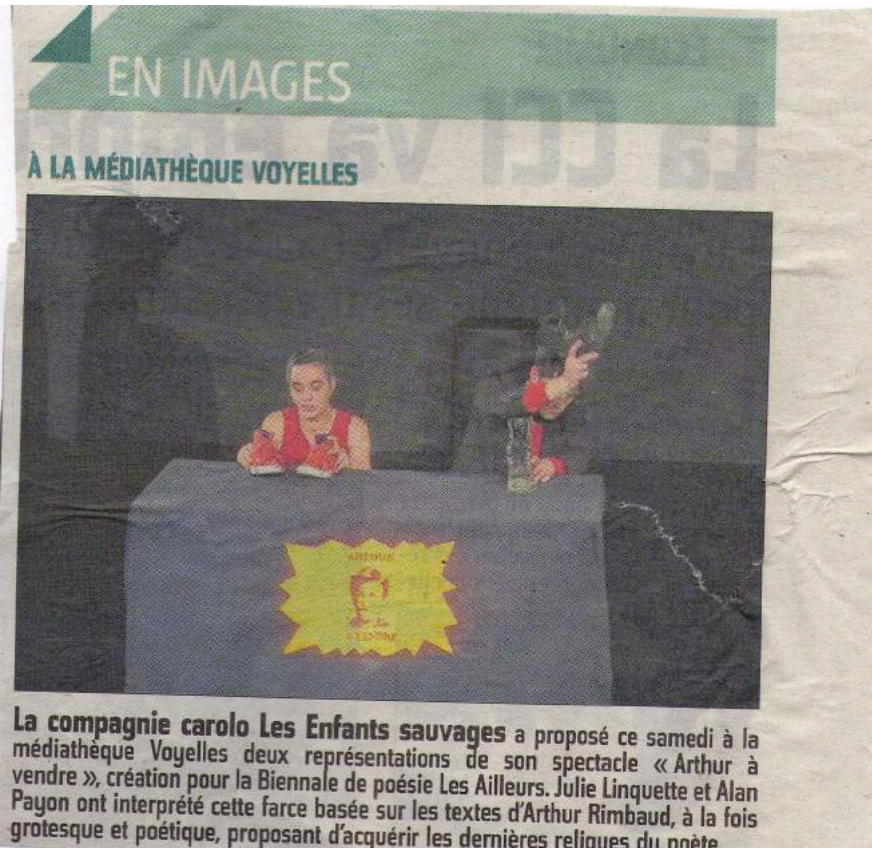 EN IMAGES
À LA MÉDIATHÈQUE VOYELLES
ARTHUR
À VENDRE
La compagnie carolo Les Enfants sauvages a proposé ce samedi à la
médiathèque Voyelles deux représentations de son spectacle « Arthur à
vendre », création pour la Biennale de poésie Les Ailleurs. Julie Linquette et Alan
Payon ont interprété cette farce basée sur les textes d'Arthur Rimbaud, à la fois
grotesque et poétique, proposant d'acquérir les dernières reliques du poète.